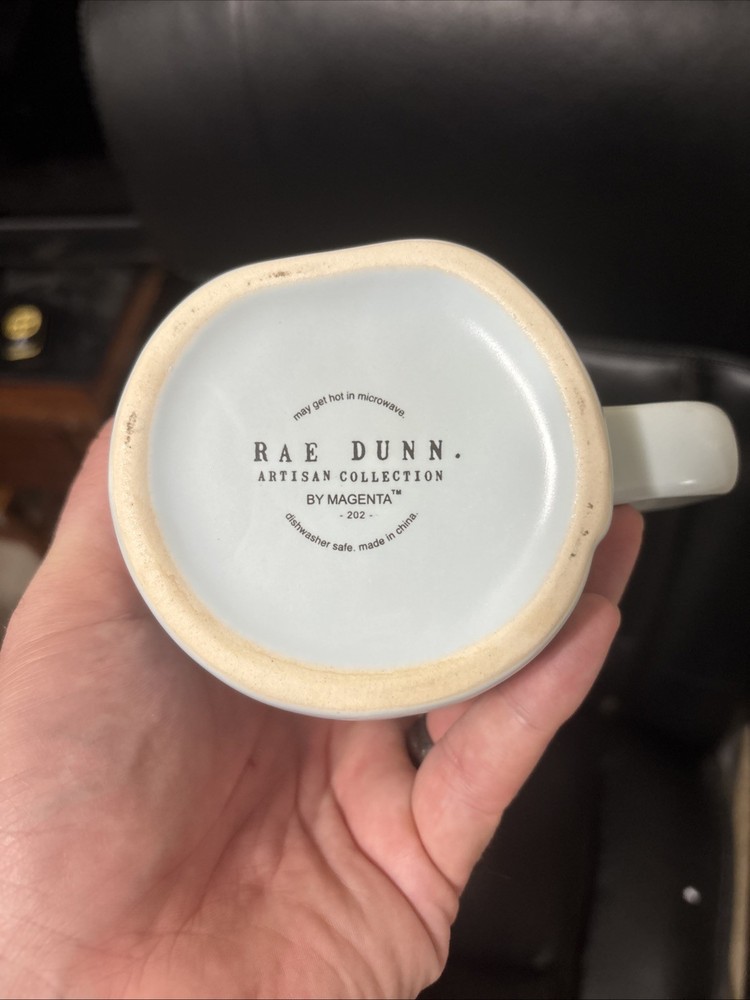 may get hot in microwave.
RAE DUNN.
ARTISAN COLLECTION
BY MAGENTA™
- 202 -
dishwasher safe. made in china.